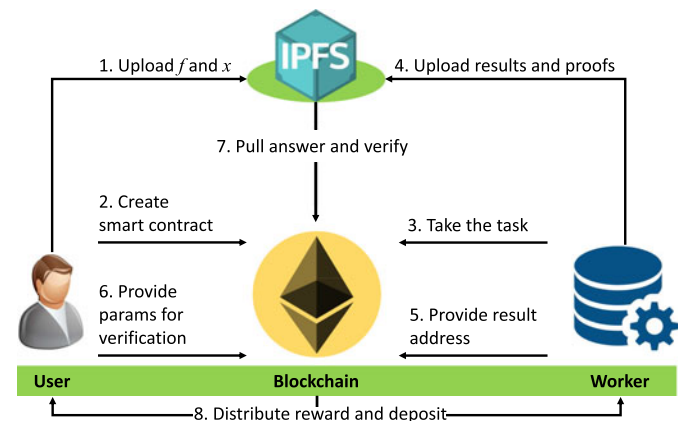 IPFS
1. Upload f and x
4. Upload results and proofs
7. Pull answer and verify
2. Create
smart contract
3. Take the task
6. Provide
params for
verification
5. Provide result
address
User
Blockchain
Worker
8. Distribute reward and deposit